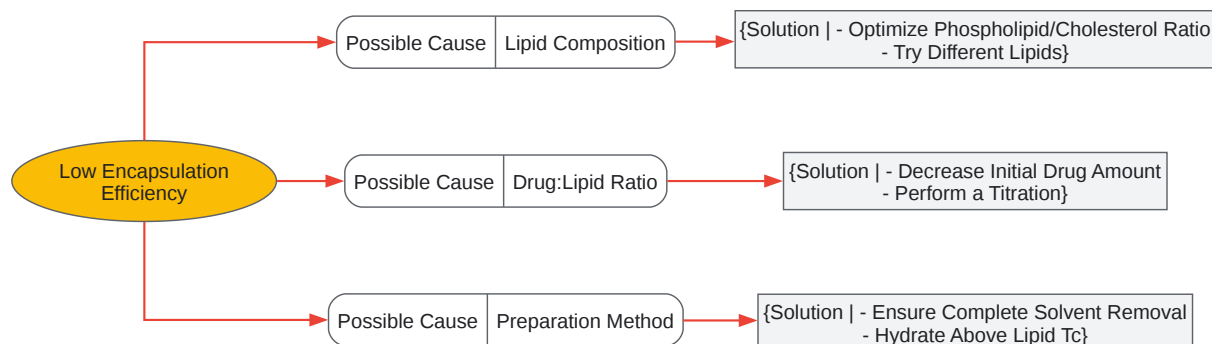 Possible Cause
Lipid Composition
{Solution | - Optimize Phospholipid/Cholesterol Ratio
- Try Different Lipids}
Low Encapsulation
Efficiency
Possible Cause
Drug:Lipid Ratio
{Solution | - Decrease Initial Drug Amount
- Perform a Titration}
Possible Cause
Preparation Method
{Solution | - Ensure Complete Solvent Removal
- Hydrate Above Lipid Tc}